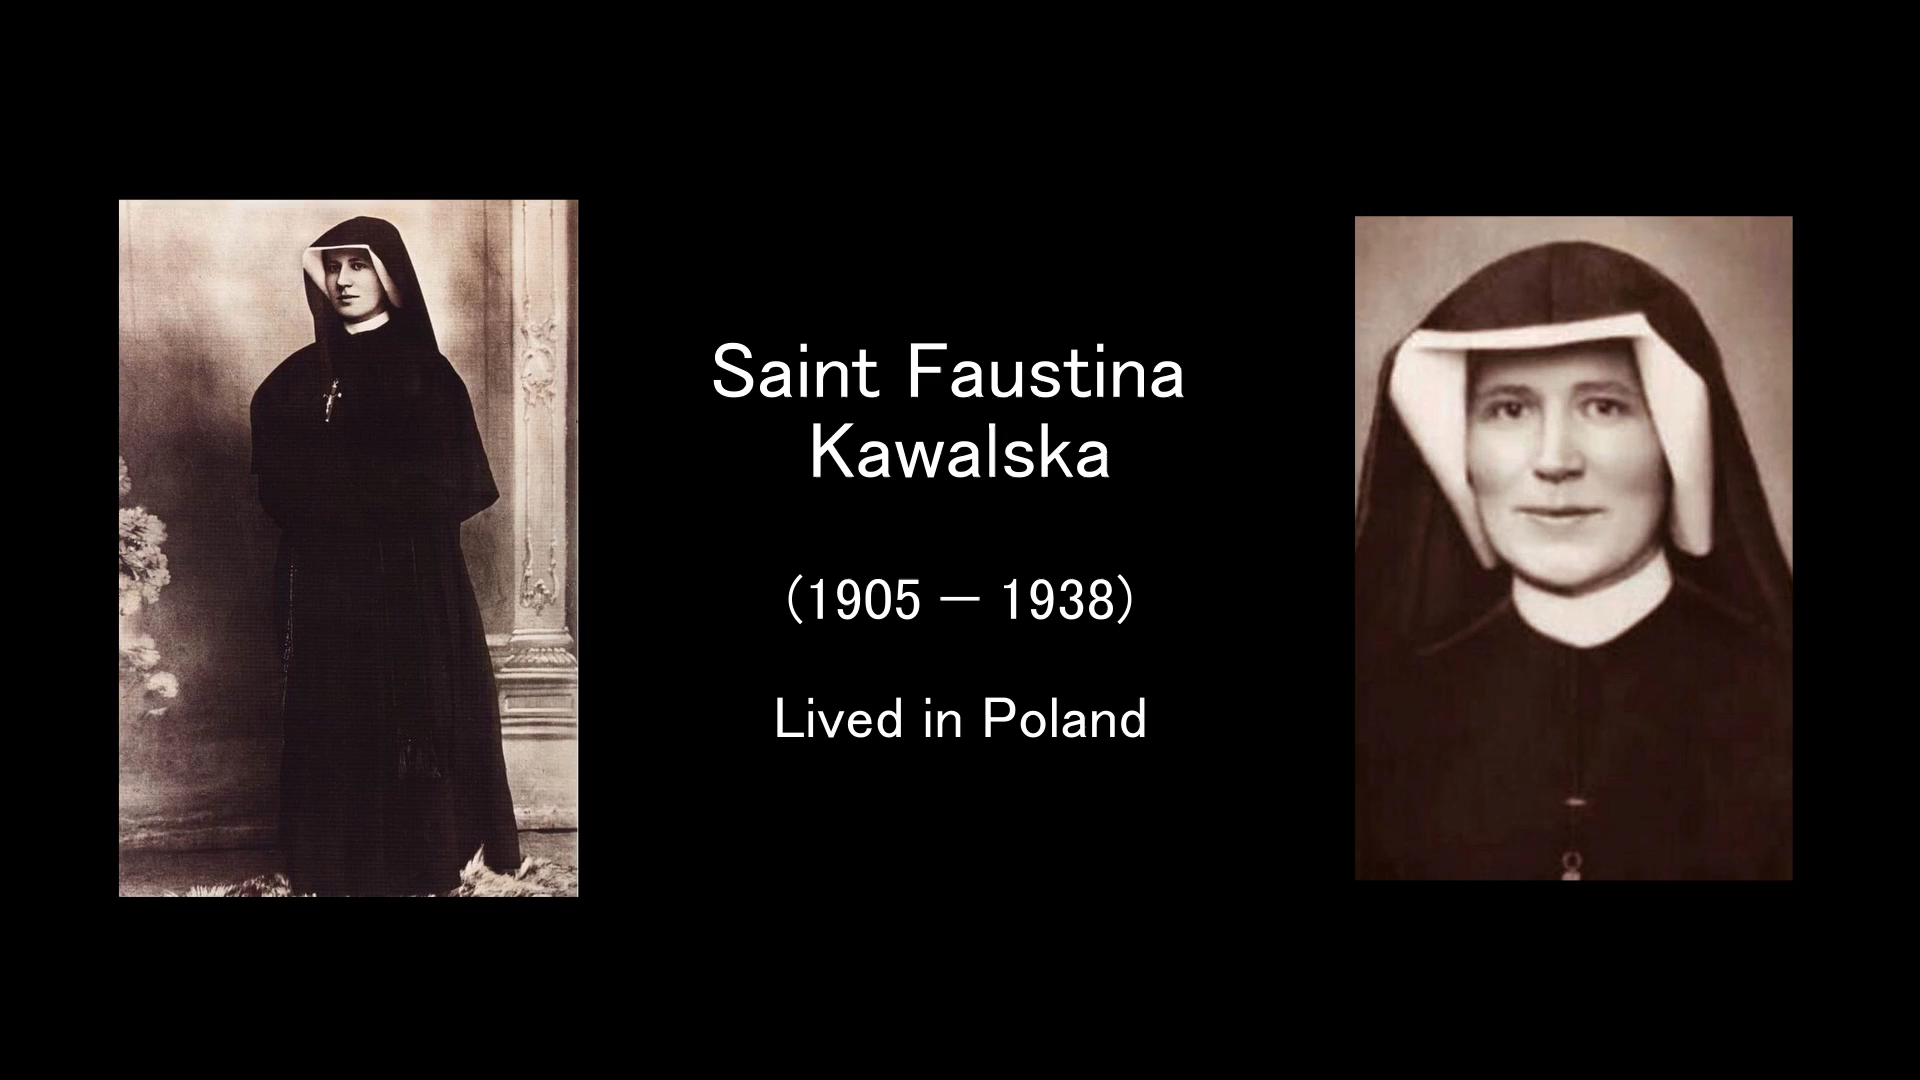 Saint Faustina
Kawalska
(1905 － 1938)
Lived in Poland